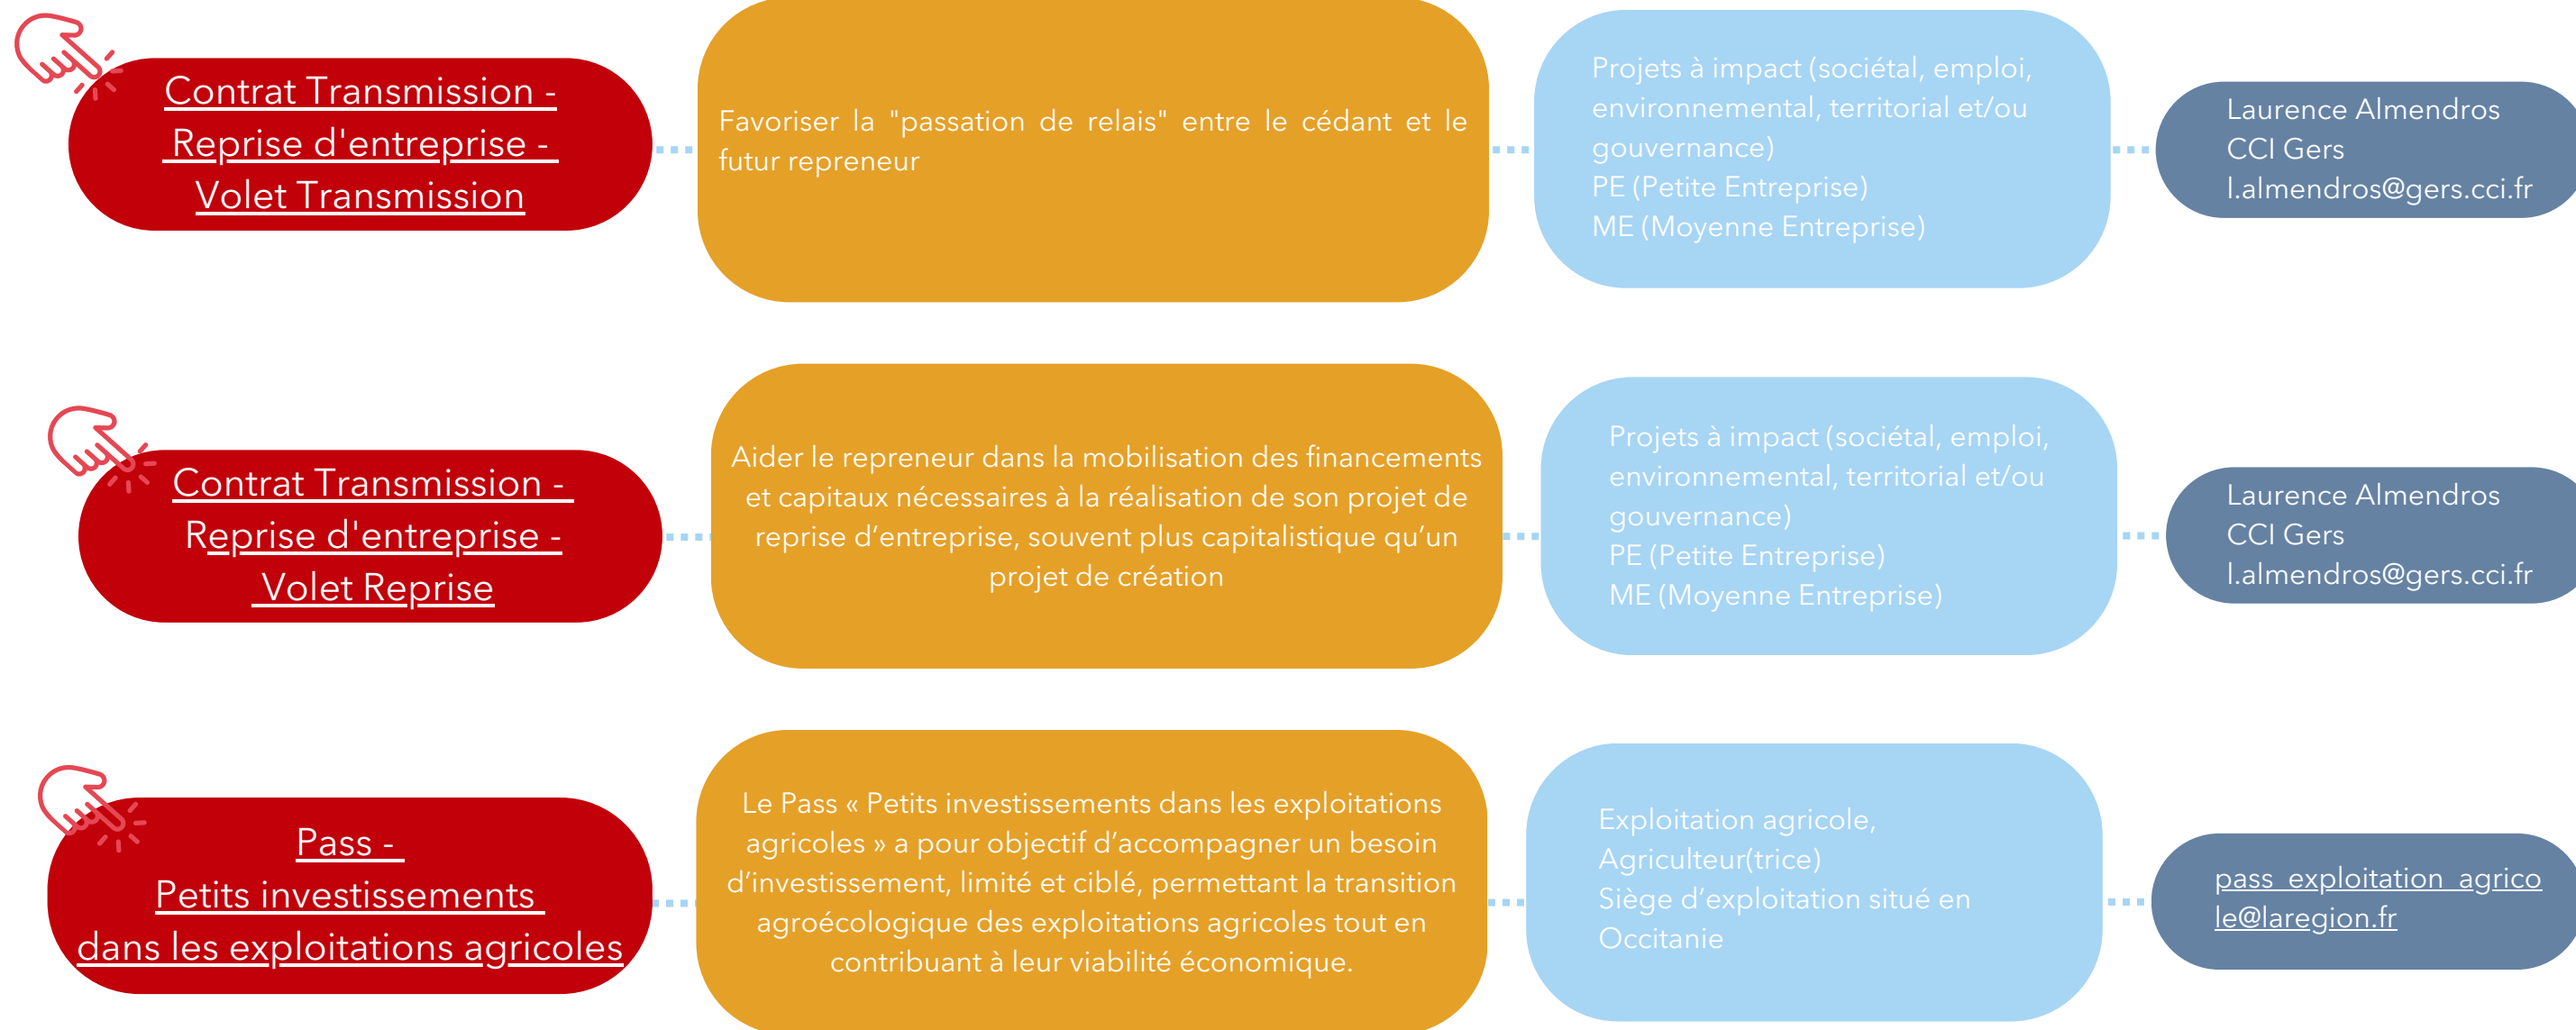 Contrat Transmission -
Reprise d'entreprise -
Volet Transmission
Favoriser la "passation de relais" entre le cédant et le
futur repreneur
Projets à impact (sociétal, emploi,
environnemental, territorial et/ou
gouvernance)
PE (Petite Entreprise)
ME (Moyenne Entreprise)
Laurence Almendros
CCI Gers
l.almendros@gers.cci.fr
Contrat Transmission -
Reprise d'entreprise -
Volet Reprise
Aider le repreneur dans la mobilisation des financements
et capitaux nécessaires à la réalisation de son projet de
reprise d’entreprise, souvent plus capitalistique qu’un
projet de création
Projets à impact (sociétal, emploi,
environnemental, territorial et/ou
gouvernance)
PE (Petite Entreprise)
ME (Moyenne Entreprise)
Laurence Almendros
CCI Gers
l.almendros@gers.cci.fr
Pass -
Petits investissements
dans les exploitations agricoles
Le Pass « Petits investissements dans les exploitations
agricoles » a pour objectif d’accompagner un besoin
d’investissement, limité et ciblé, permettant la transition
agroécologique des exploitations agricoles tout en
contribuant à leur viabilité économique.
Exploitation agricole,
Agriculteur(trice)
Siège d’exploitation situé en
Occitanie
pass_exploitation_agrico
le@laregion.fr